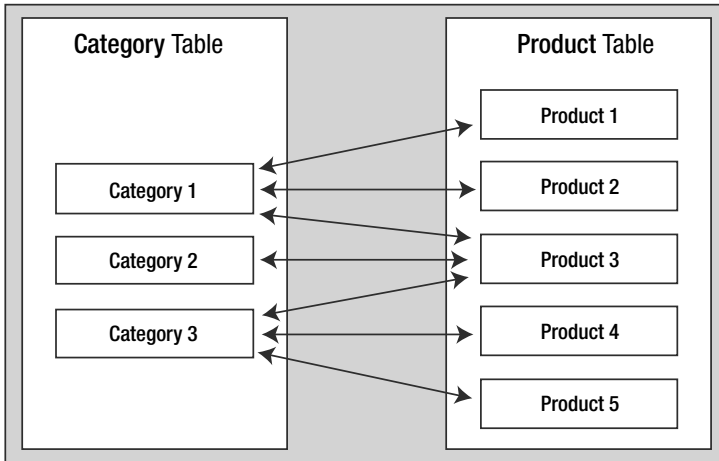 Category Table
Category 1
Category 2
Category 3
Product Table
Product 1
Product 2
Product 3
Product 4
Product 5